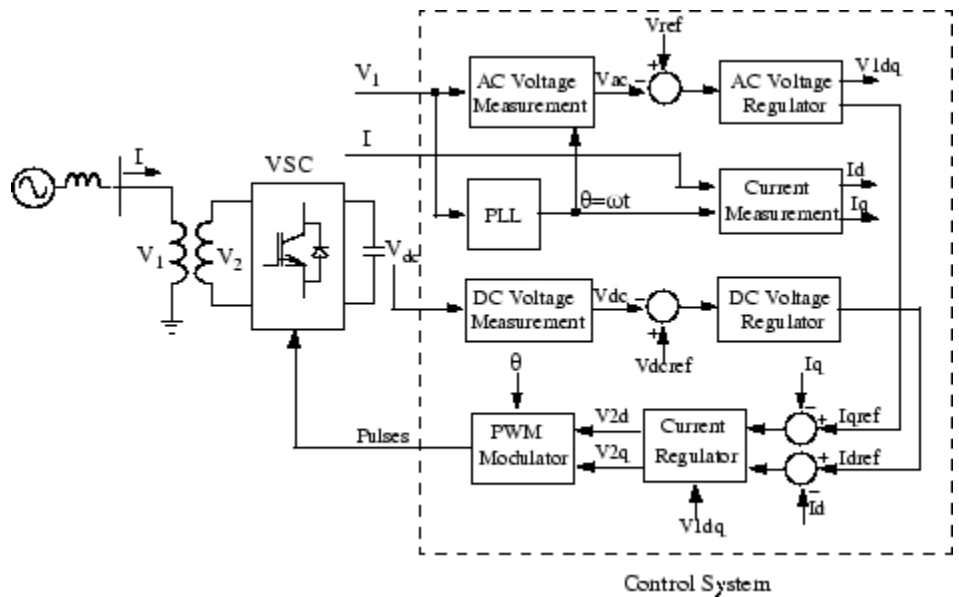 Vref
V1
AC Voltage
Measurement
Vac
–
+
AC Voltage
Regulator
V1dq
I
VSC
I
Current
Measurement
Id
Iq
PLL
θ=ωt
V1
V2
Vdc
DC Voltage
Measurement
Vdc
–
+
DC Voltage
Regulator
Vdcref
θ
Iq
V2d
V2q
Current
Regulator
–
+
Iqref
Pulses
PWM
Modulator
+
Idref
–
Id
V1dq
Control System